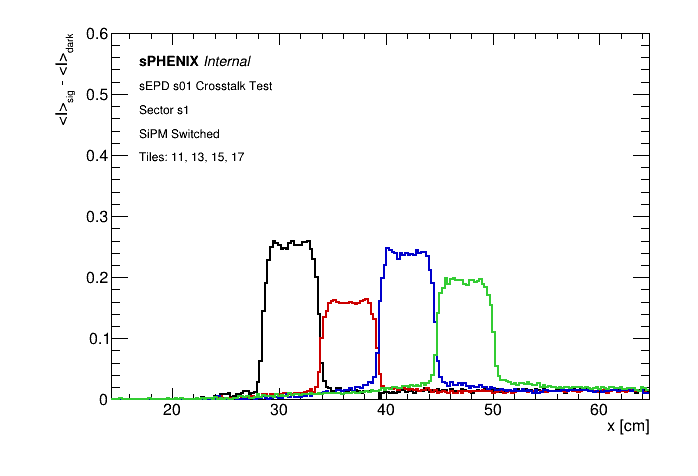 0.6
0.5
0.4
0.3
0.2
0.1
0
<I>sig - <I>dark
sPHENIX Internal
sEPD s01 Crosstalk Test
Sector s1
SiPM Switched
Tiles: 11, 13, 15, 17
20 30 40 50 60
x [cm]